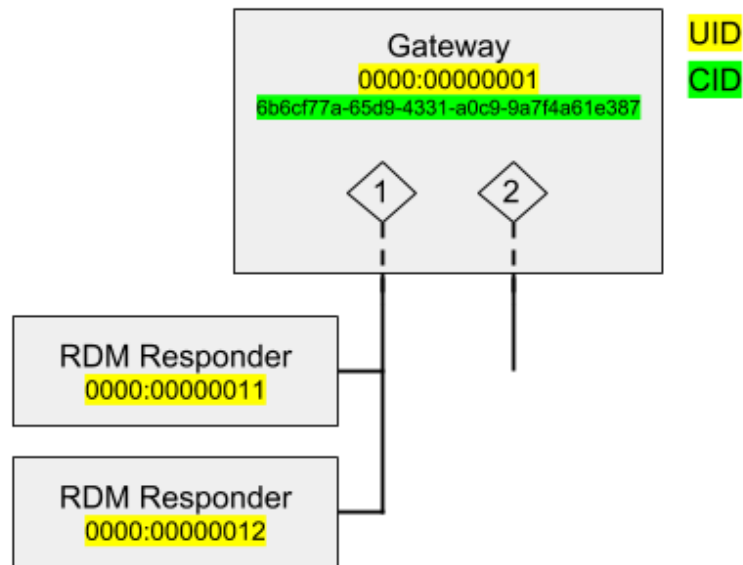 Gateway
0000:00000001
6b6cf77a-65d9-4331-a0c9-9a7f4a61e387
UID
CID
1
2
RDM Responder
0000:00000011
RDM Responder
0000:00000012